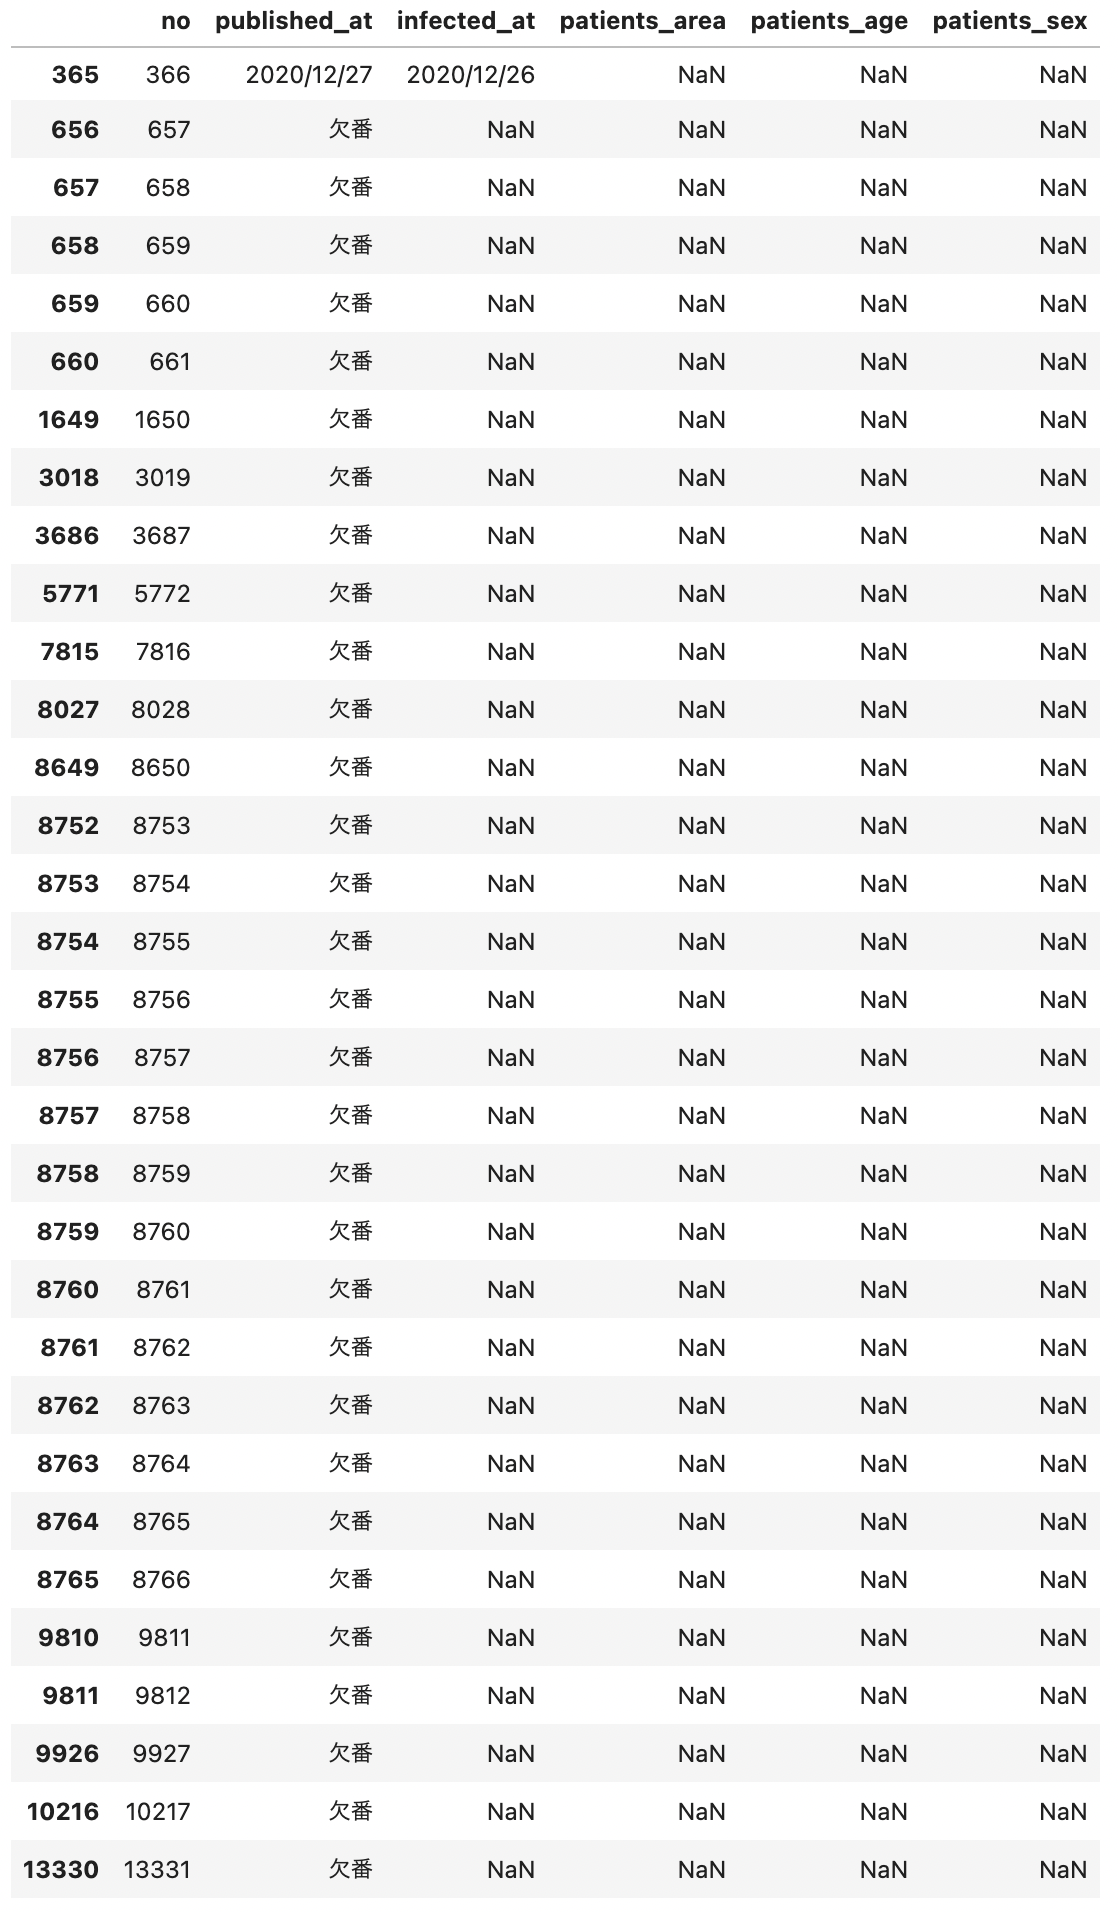 no published_at infected_at patients_area patients_age patients_sex
365 366 2020/12/27 2020/12/26 NaN NaN NaN
656 657 欠番 NaN NaN NaN NaN
657 658 欠番 NaN NaN NaN NaN
658 659 欠番 NaN NaN NaN NaN
659 660 欠番 NaN NaN NaN NaN
660 661 欠番 NaN NaN NaN NaN
1649 1650 欠番 NaN NaN NaN NaN
3018 3019 欠番 NaN NaN NaN NaN
3686 3687 欠番 NaN NaN NaN NaN
5771 5772 欠番 NaN NaN NaN NaN
7815 7816 欠番 NaN NaN NaN NaN
8027 8028 欠番 NaN NaN NaN NaN
8649 8650 欠番 NaN NaN NaN NaN
8752 8753 欠番 NaN NaN NaN NaN
8753 8754 欠番 NaN NaN NaN NaN
8754 8755 欠番 NaN NaN NaN NaN
8755 8756 欠番 NaN NaN NaN NaN
8756 8757 欠番 NaN NaN NaN NaN
8757 8758 欠番 NaN NaN NaN NaN
8758 8759 欠番 NaN NaN NaN NaN
8759 8760 欠番 NaN NaN NaN NaN
8760 8761 欠番 NaN NaN NaN NaN
8761 8762 欠番 NaN NaN NaN NaN
8762 8763 欠番 NaN NaN NaN NaN
8763 8764 欠番 NaN NaN NaN NaN
8764 8765 欠番 NaN NaN NaN NaN
8765 8766 欠番 NaN NaN NaN NaN
9810 9811 欠番 NaN NaN NaN NaN
9811 9812 欠番 NaN NaN NaN NaN
9926 9927 欠番 NaN NaN NaN NaN
10216 10217 欠番 NaN NaN NaN NaN
13330 13331 欠番 NaN NaN NaN NaN